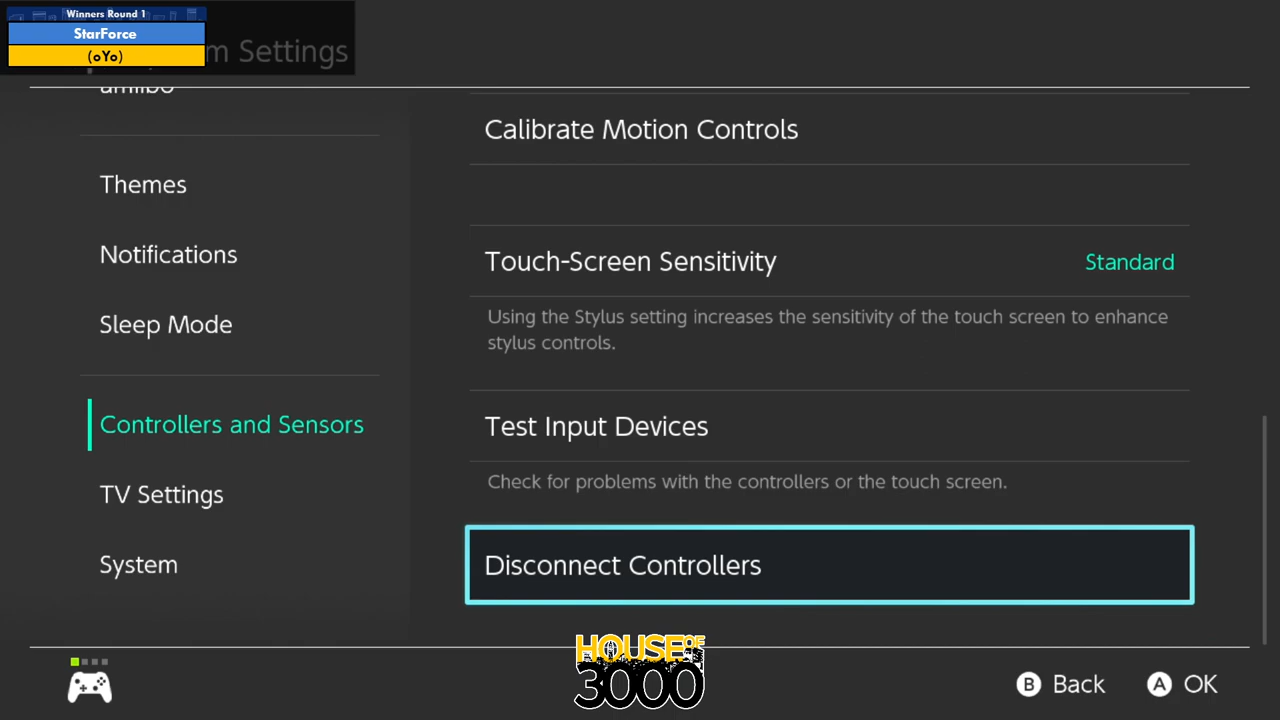 Winners Round 1
StarForce
(oYo)
m Settings
amiibo
Themes
Notifications
Sleep Mode
Controllers and Sensors
TV Settings
System
Calibrate Motion Controls
Touch-Screen Sensitivity Standard
Using the Stylus setting increases the sensitivity of the touch screen to enhance
stylus controls.
Test Input Devices
Check for problems with the controllers or the touch screen.
Disconnect Controllers
HOUSE OF
3000
B Back A OK